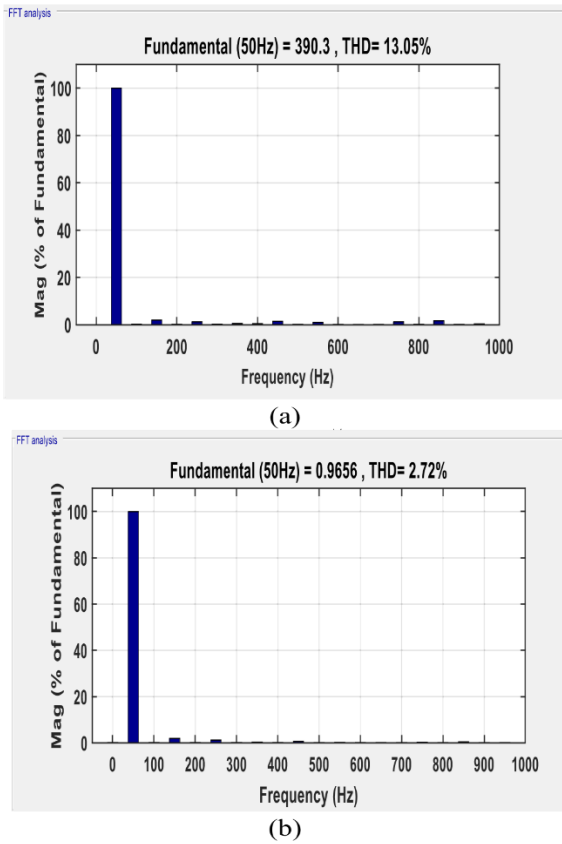 FFT analysis
Fundamental (50Hz) = 390.3 , THD= 13.05%
Mag (% of Fundamental)
100
80
60
40
20
0
0 200 400 600 800 1000
Frequency (Hz)
(a)
FFT analysis
Fundamental (50Hz) = 0.9656 , THD= 2.72%
Mag (% of Fundamental)
100
80
60
40
20
0
0 100 200 300 400 500 600 700 800 900 1000
Frequency (Hz)
(b)